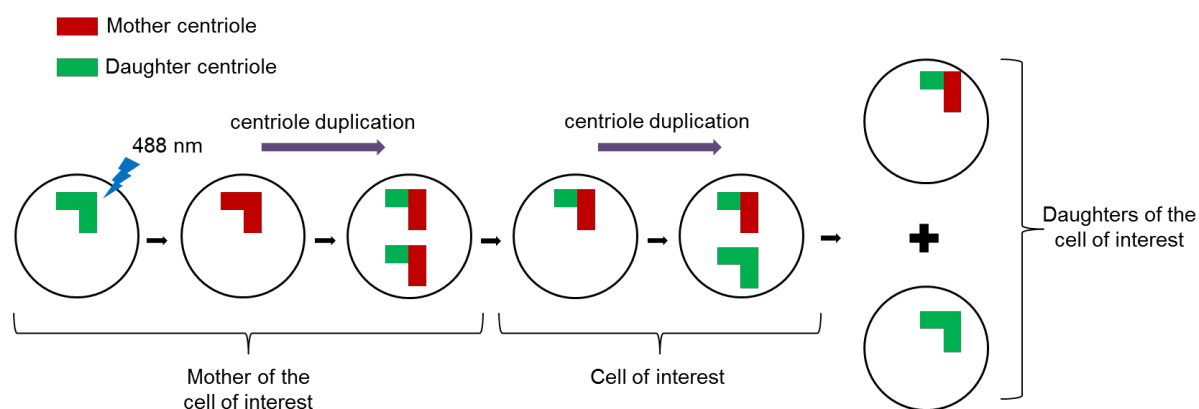 Mother centriole
Daughter centriole
488 nm
centriole duplication
centriole duplication
Mother of the
cell of interest
Cell of interest
Daughters of the
cell of interest